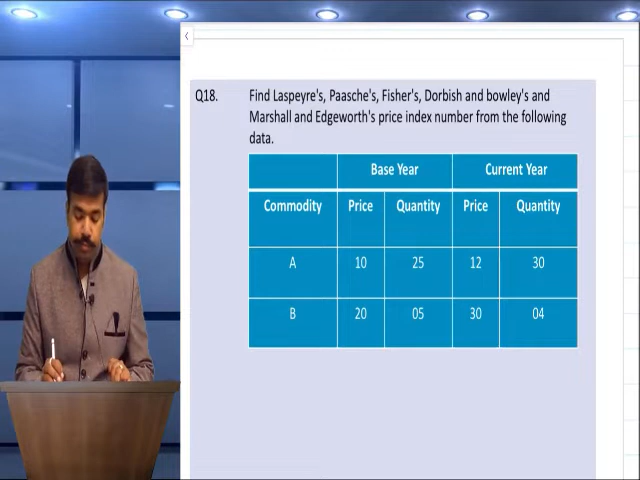 Q18. Find Laspeyre's, Paasche's, Fisher's, Dorbish and bowley's and
Marshall and Edgeworth's price index number from the following
data.
Base Year Current Year
Commodity Price Quantity Price Quantity
A 10 25 12 30
B 20 05 30 04